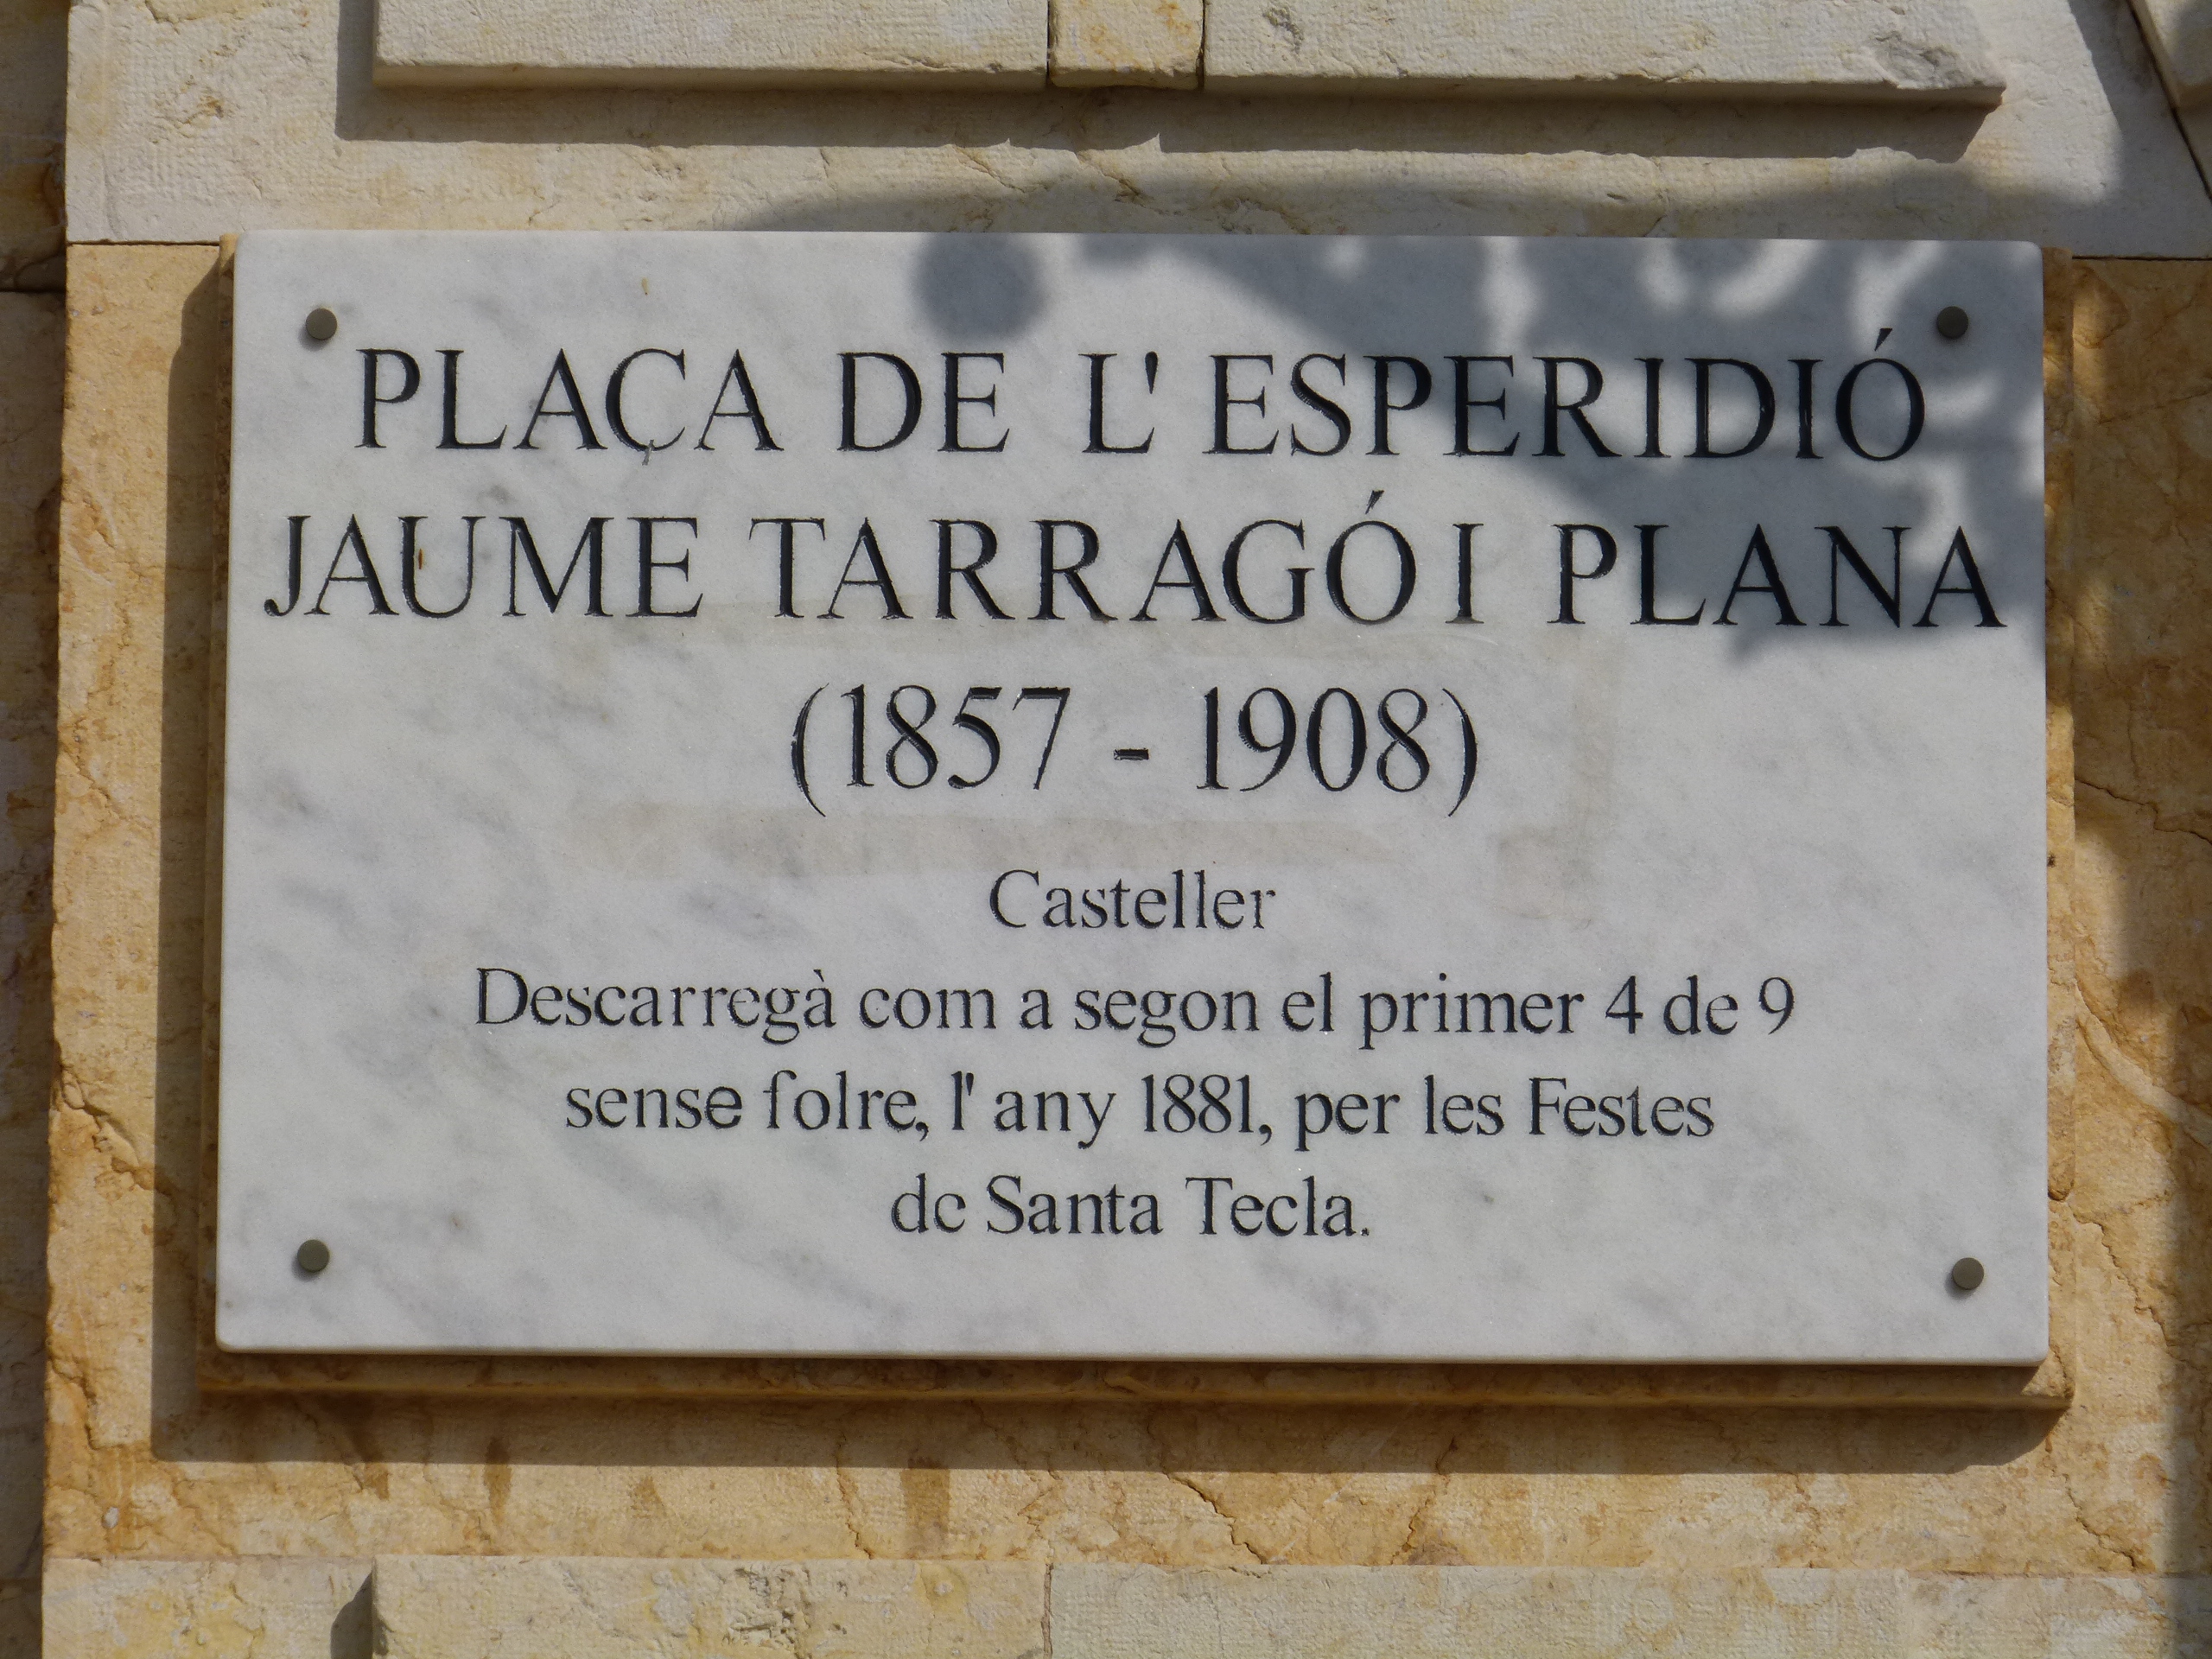 PLAÇA DE L'ESPERIDIÓ
JAUME TARRAGÓ I PLANA
(1857 - 1908)
Casteller
Descarregà com a segon el primer 4 de 9
sense folre, l'any 1881, per les Festes
de Santa Tecla.